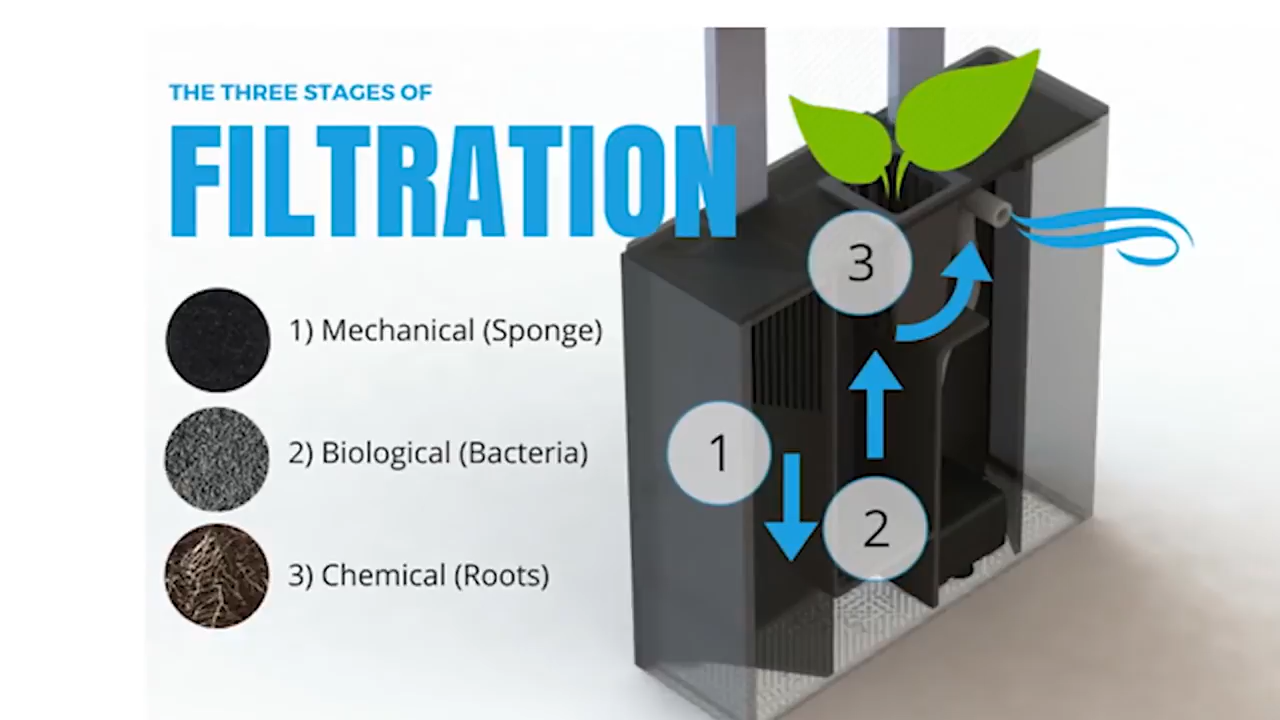 THE THREE STAGES OF
FILTRATION
1) Mechanical (Sponge)
2) Biological (Bacteria)
3) Chemical (Roots)
3
1
2